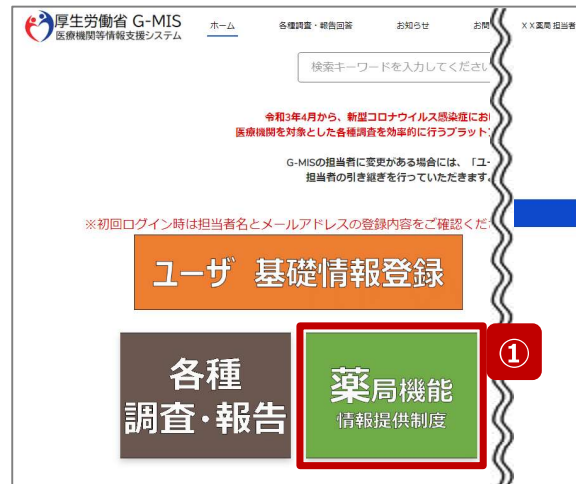 厚生労働省 G-MIS
医療機関等情報支援システム
ホーム
各種調査・報告回答
お知らせ
お問
XX薬局 担当者
検索キーワードを入力してください
令和3年4月から、新型コロナウイルス感染症にお
医療機関を対象とした各種調査を効率的に行うプラット
G-MISの担当者に変更がある場合には、「ユー
担当者の引き継ぎを行っていただきます。
※初回ログイン時は担当者名とメールアドレスの登録内容をご確認くだ
ユーザ 基礎情報登録
各種
調査・報告
薬局機能
情報提供制度
①